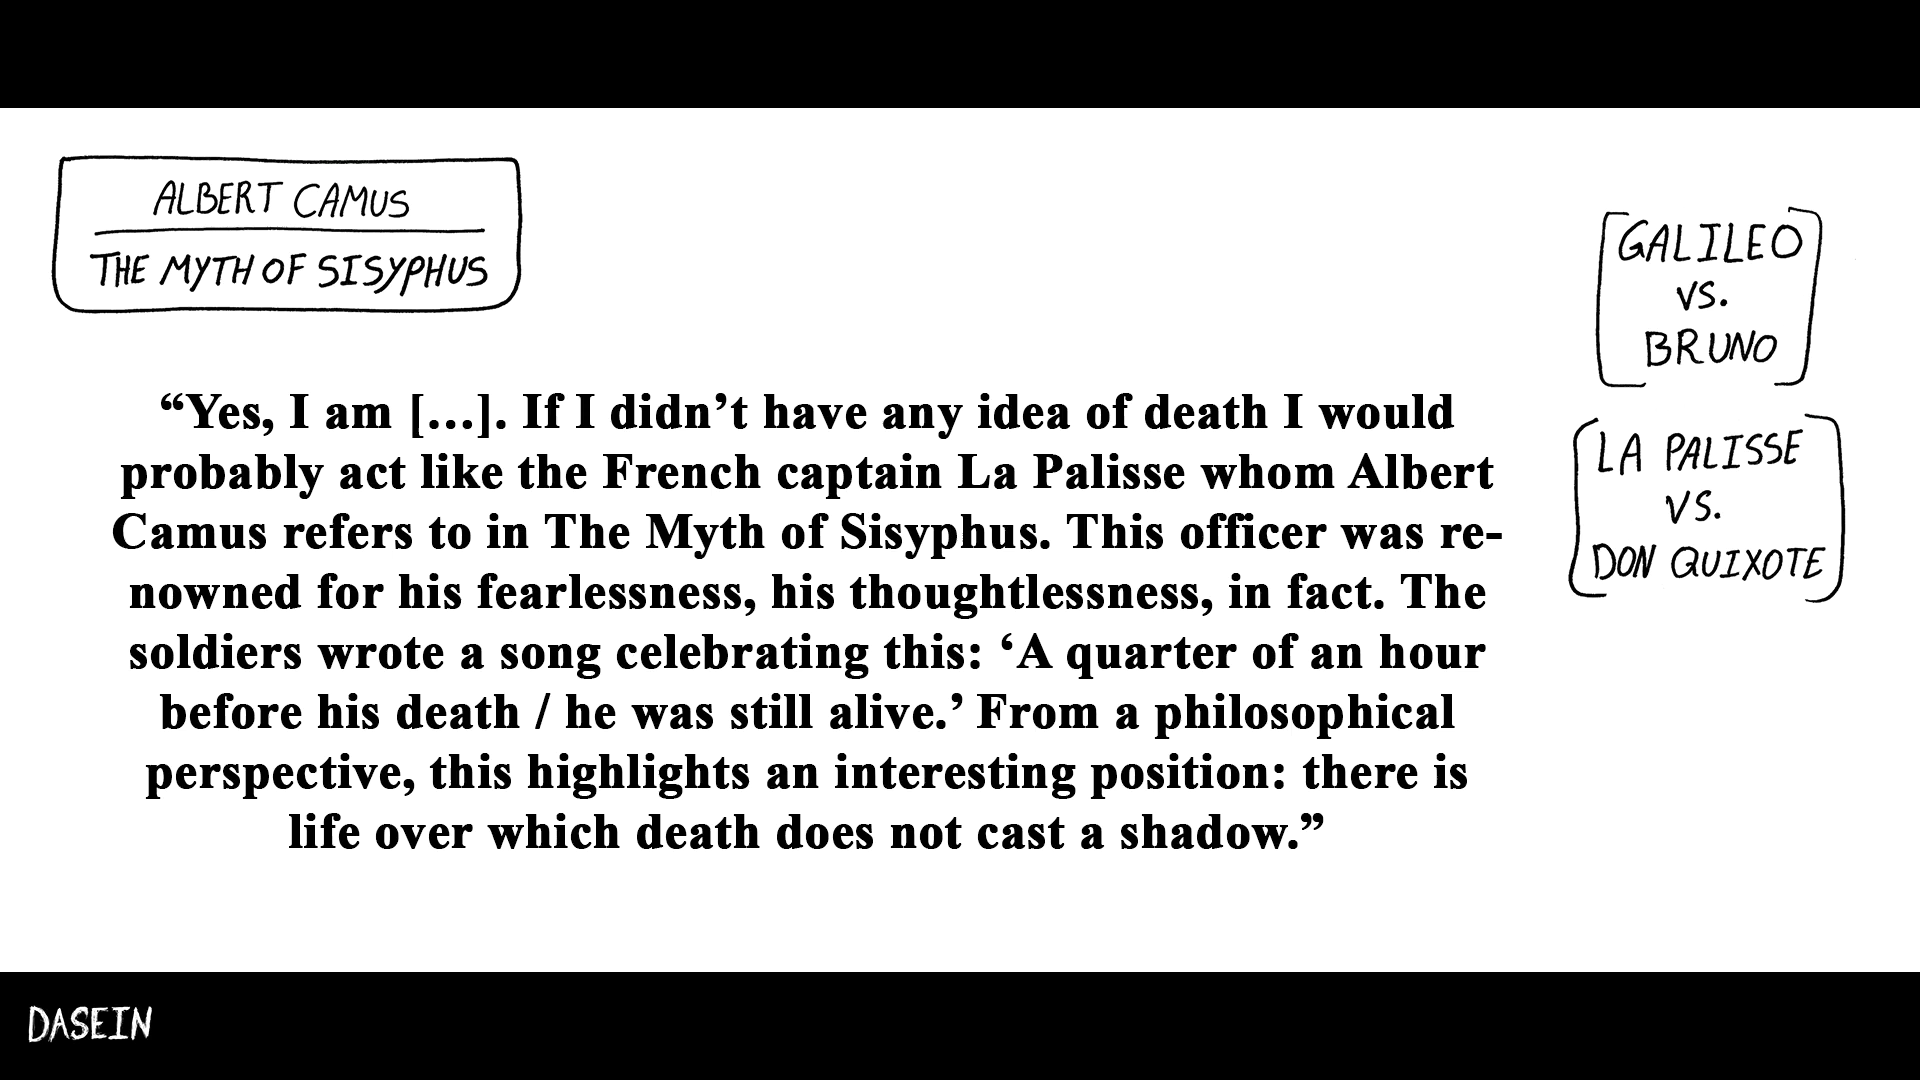 ALBERT CAMUS
THE MYTH OF SISYPHUS
GALILEO
VS.
BRUNO
LA PALISSE
VS.
DON QUIXOTE
“Yes, I am […]. If I didn’t have any idea of death I would
probably act like the French captain La Palisse whom Albert
Camus refers to in The Myth of Sisyphus. This officer was re-
nowned for his fearlessness, his thoughtlessness, in fact. The
soldiers wrote a song celebrating this: ‘A quarter of an hour
before his death / he was still alive.’ From a philosophical
perspective, this highlights an interesting position: there is
life over which death does not cast a shadow.”
DASEIN